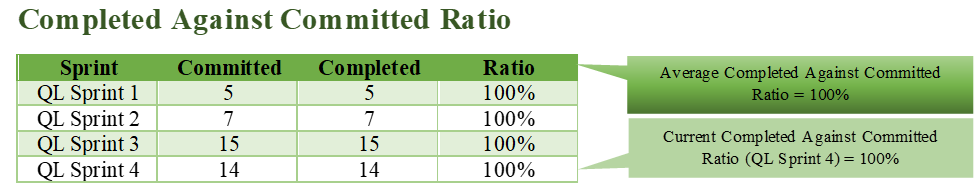 Completed Against Committed Ratio
Sprint Committed Completed Ratio
QL Sprint 1 5 5 100%
QL Sprint 2 7 7 100%
QL Sprint 3 15 15 100%
QL Sprint 4 14 14 100%
Average Completed Against Committed
Ratio = 100%
Current Completed Against Committed
Ratio (QL Sprint 4) = 100%